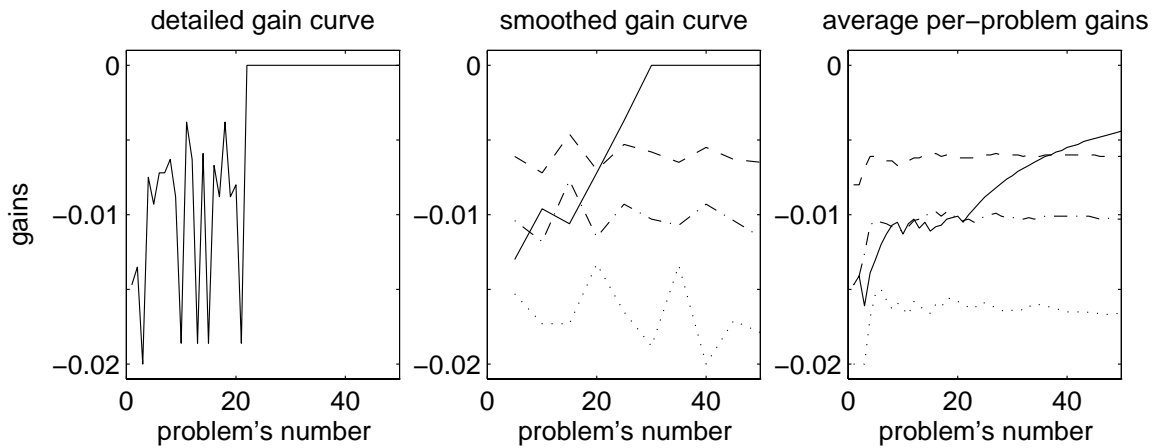 detailed gain curve
smoothed gain curve
average per−problem gains
gains
0
−0.01
−0.02
0
20
40
problem's number
0
−0.01
−0.02
0
20
40
problem's number
0
−0.01
−0.02
0
20
40
problem's number